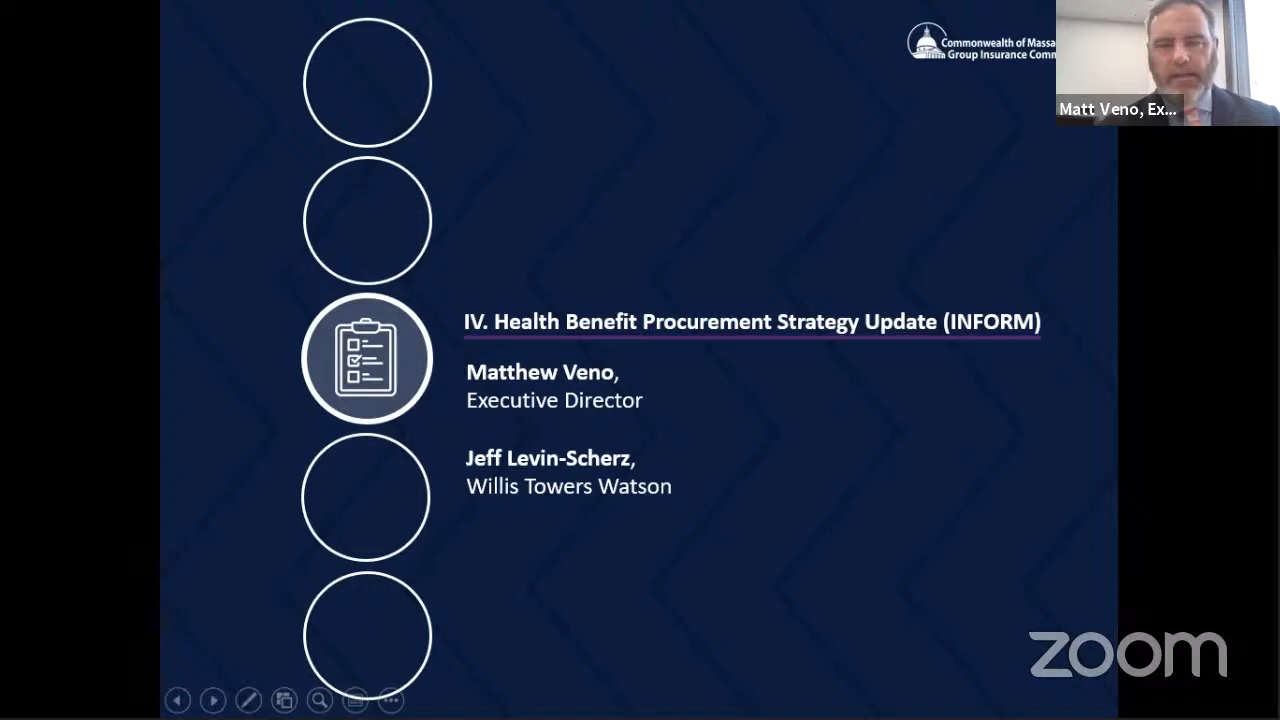 Commonwealth of Massa
Group Insurance Com
Matt Veno, Ex...
IV. Health Benefit Procurement Strategy Update (INFORM)
Matthew Veno,
Executive Director
Jeff Levin-Scherz,
Willis Towers Watson
zoom